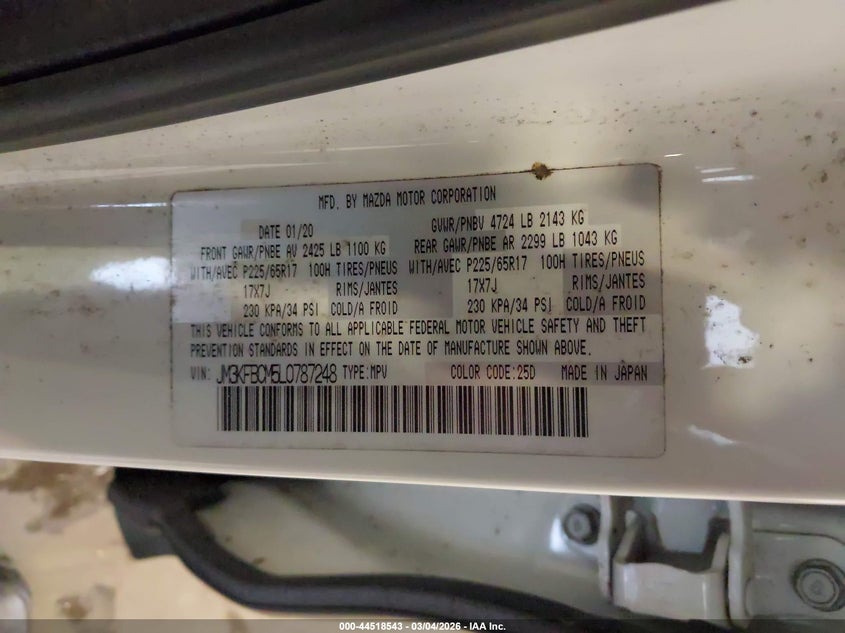 MFD. BY MAZDA MOTOR CORPORATION
DATE 01/20 GVWR/PNBV 4724 LB 2143 KG
FRONT GAWR/PNBE AV 2425 LB 1100 KG REAR GAWR/PNBE AR 2299 LB 1043 KG
WITH/AVEC P225/65R17 100H TIRES/PNEUS WITH/AVEC P225/65R17 100H TIRES/PNEUS
17X7J RIMS/JANTES 17X7J RIMS/JANTES
230 KPA/34 PSI COLD/A FROID 230 KPA/34 PSI COLD/A FROID
THIS VEHICLE CONFORMS TO ALL APPLICABLE FEDERAL MOTOR VEHICLE SAFETY AND THEFT
PREVENTION STANDARDS IN EFFECT ON THE DATE OF MANUFACTURE SHOWN ABOVE.
VIN: JM3KFBCM5L0787248 TYPE:MPV COLOR CODE:25D MADE IN JAPAN
000-44518543 - 03/04/2026 - IAA Inc.